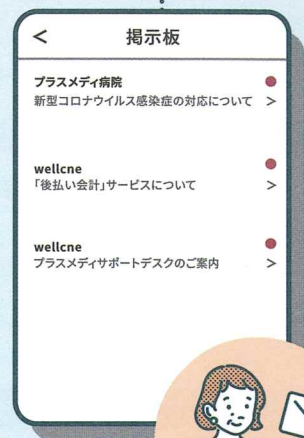 < 掲示板
プラスメディ病院
新型コロナウイルス感染症の対応について >
wellcne
「後払い会計」サービスについて >
wellcne
プラスメディサポートデスクのご案内 >